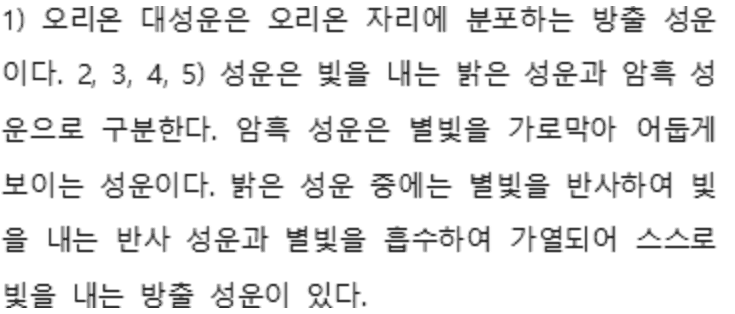 1) 오리온 대성운은 오리온 자리에 분포하는 방출 성운
이다. 2, 3, 4, 5) 성운은 빛을 내는 밝은 성운과 암흑 성
운으로 구분한다. 암흑 성운은 별빛을 가로막아 어둡게
보이는 성운이다. 밝은 성운 중에는 별빛을 반사하여 빛
을 내는 반사 성운과 별빛을 흡수하여 가열되어 스스로
빛을 내는 방출 성운이 있다.